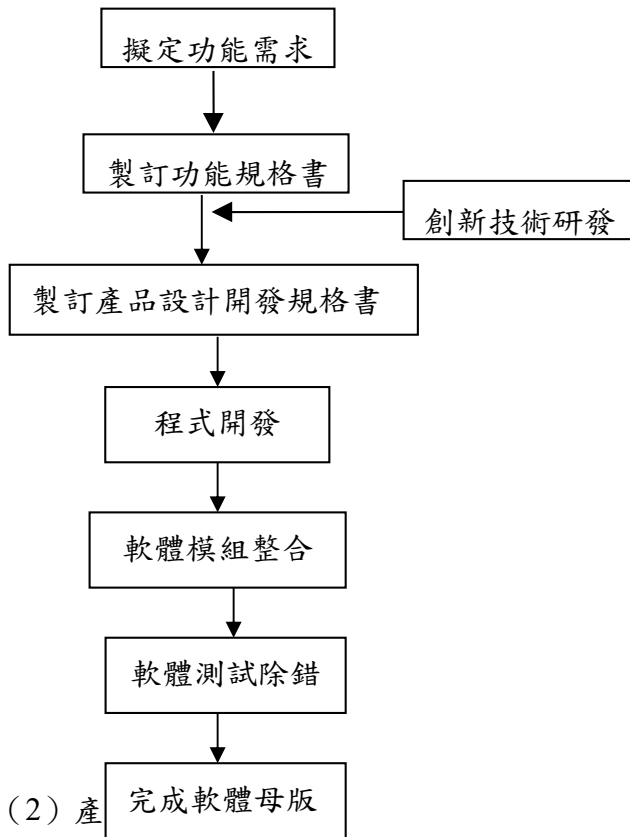 擬定功能需求
製訂功能規格書
創新技術研發
製訂產品設計開發規格書
程式開發
軟體模組整合
軟體測試除錯
完成軟體母版
（2）產